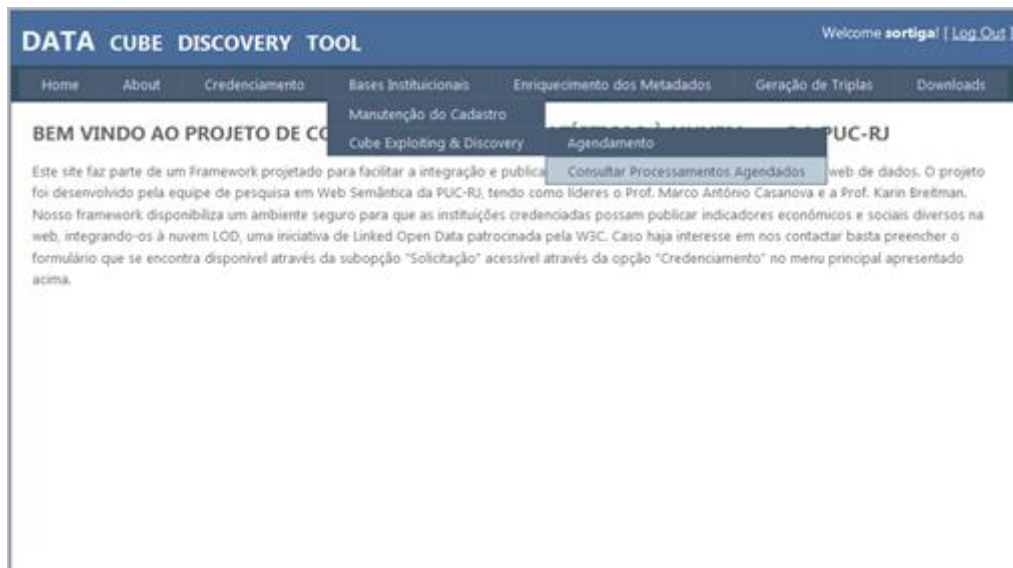 DATA CUBE DISCOVERY TOOL
Welcome sortiga! [ Log Out ]
Home About Credenciamento Bases Instituicionais Enriquecimento dos Metadados Geração de Triplas Downloads
Manutenção do Cadastro
Cube Exploiting & Discovery Agendamento
Consultar Processamentos Agendados
BEM VINDO AO PROJETO DE CO PUC-RJ
Este site faz parte de um Framework projetado para facilitar a integração e publica web de dados. O projeto
foi desenvolvido pela equipe de pesquisa em Web Semântica da PUC-RJ, tendo como líderes o Prof. Marco Antônio Casanova e a Prof. Karin Breitman.
Nosso framework disponibiliza um ambiente seguro para que as instituições credenciadas possam publicar indicadores econômicos e sociais diversos na
web, integrando-os à nuvem LOD, uma iniciativa de Linked Open Data patrocinada pela W3C. Caso haja interesse em nos contactar basta preencher o
formulário que se encontra disponível através da subopção "Solicitação" acessível através da opção "Credenciamento" no menu principal apresentado
acima.